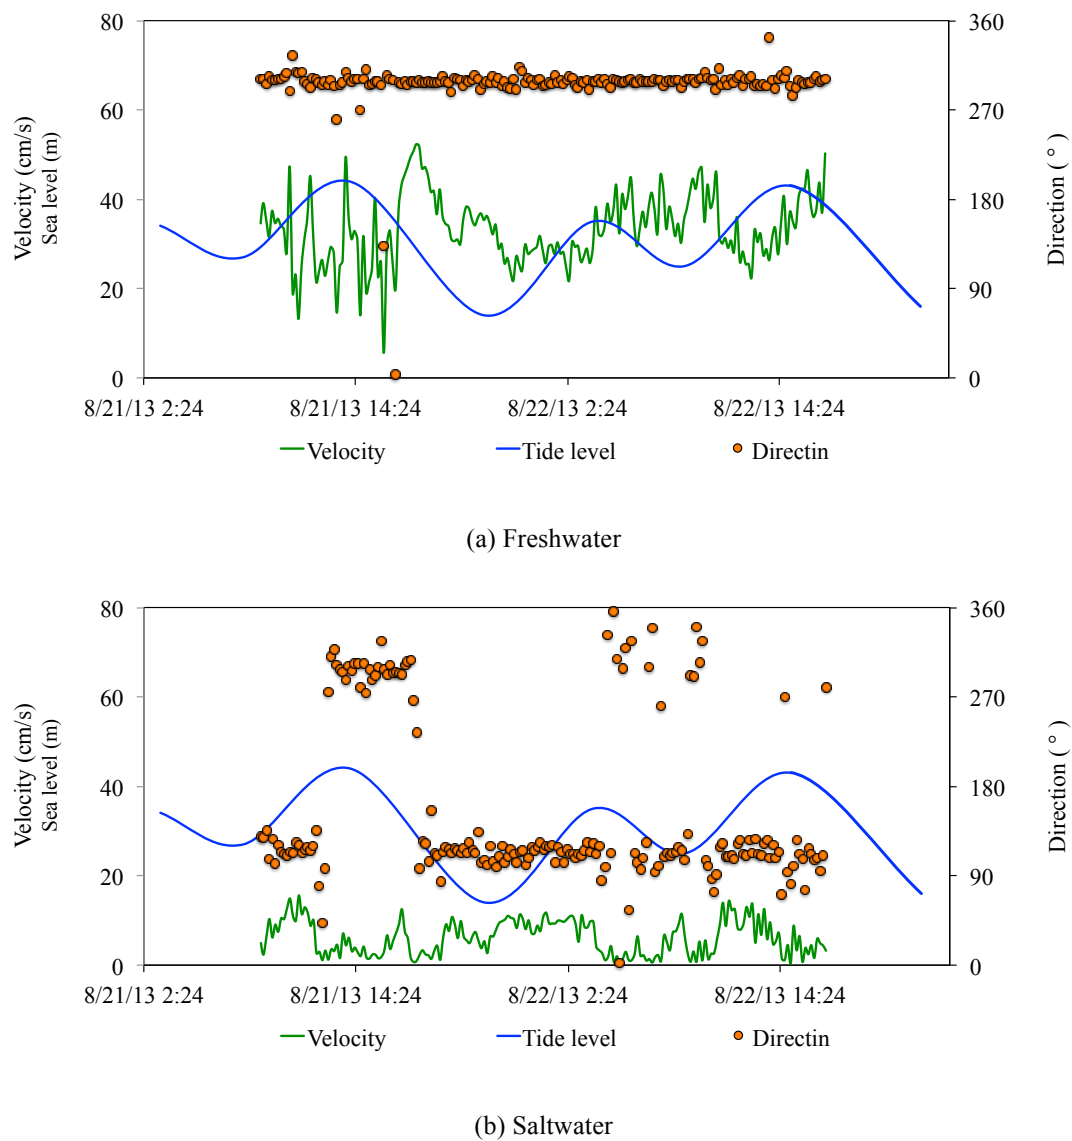 80
60
40
20
0
360
270
180
90
0
Velocity (cm/s)
Sea level (m)
Direction ( ° )
8/21/13 2:24
8/21/13 14:24
8/22/13 2:24
8/22/13 14:24
Velocity
Tide level
Directin
(a) Freshwater
80
60
40
20
0
360
270
180
90
0
Velocity (cm/s)
Sea level (m)
Direction ( ° )
8/21/13 2:24
8/21/13 14:24
8/22/13 2:24
8/22/13 14:24
Velocity
Tide level
Directin
(b) Saltwater